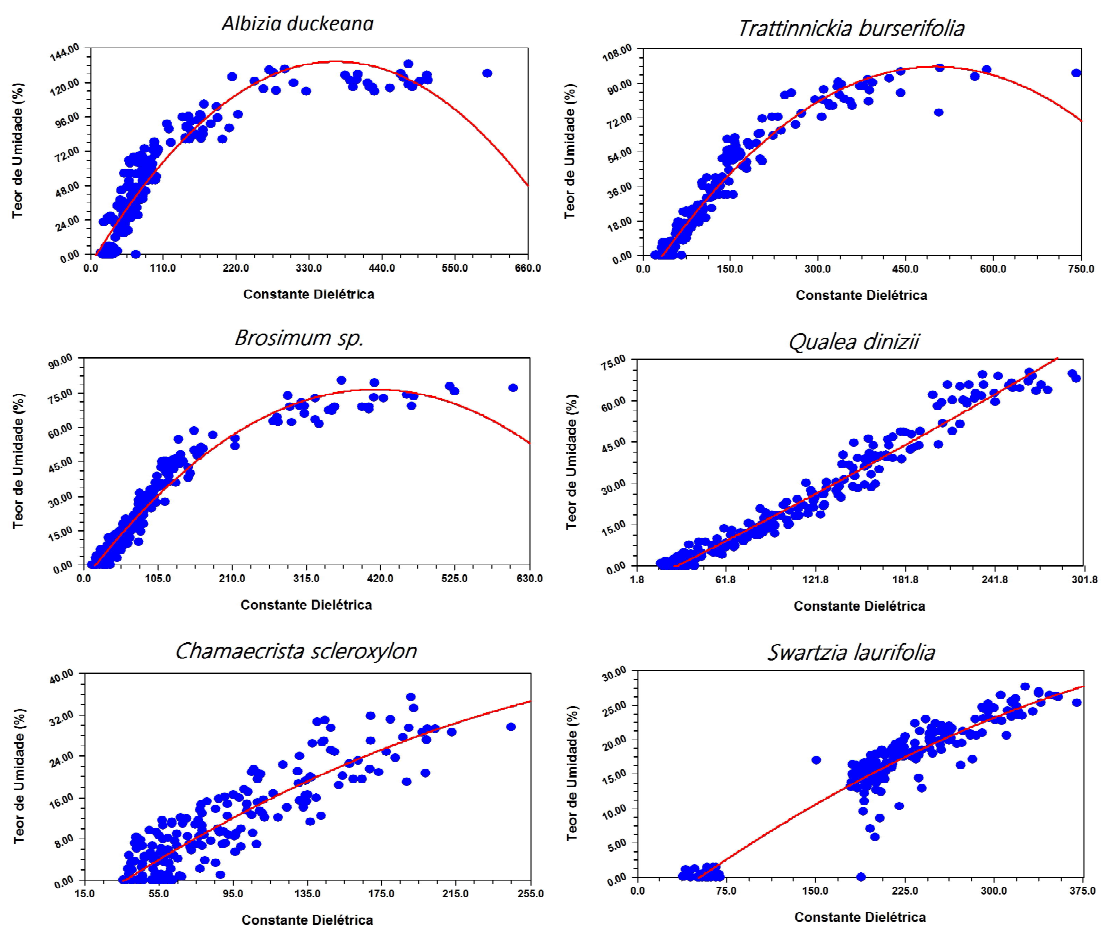 Albizia duckeana
Teor de Umidade (%)
144.00
120.00
96.00
72.00
48.00
24.00
0.00
0.0 110.0 220.0 330.0 440.0 550.0 660.0
Constante Dielétrica
Trattinnickia burserifolia
Teor de Umidade (%)
108.00
90.00
72.00
54.00
36.00
18.00
0.00
0.0 150.0 300.0 450.0 600.0 750.0
Constante Dielétrica
Brosimum sp.
Teor de Umidade (%)
90.00
75.00
60.00
45.00
30.00
15.00
0.00
0.0 105.0 210.0 315.0 420.0 525.0 630.0
Constante Dielétrica
Qualea dinizii
Teor de Umidade (%)
75.00
60.00
45.00
30.00
15.00
0.00
1.8 61.8 121.8 181.8 241.8 301.8
Constante Dielétrica
Chamaecrista scleroxylon
Teor de Umidade (%)
40.00
32.00
24.00
16.00
8.00
0.00
15.0 55.0 95.0 135.0 175.0 215.0 255.0
Constante Dielétrica
Swartzia laurifolia
Teor de Umidade (%)
30.00
25.00
20.00
15.00
10.00
5.00
0.00
0.0 75.0 150.0 225.0 300.0 375.0
Constante Dielétrica